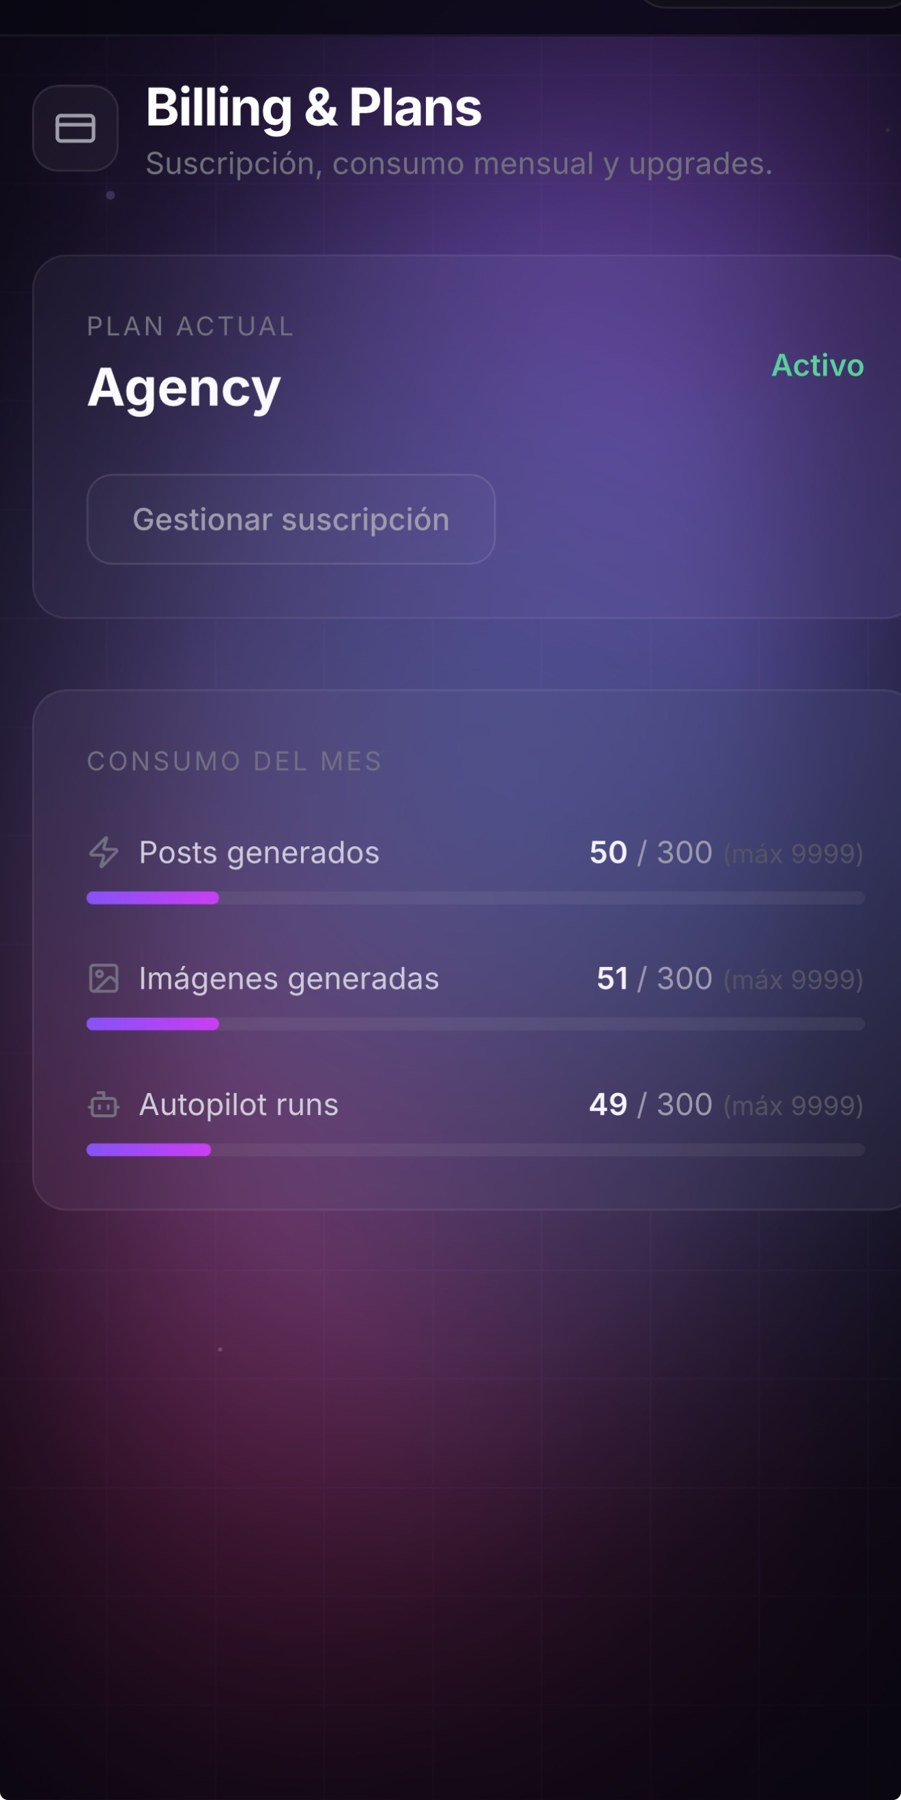 Billing & Plans
Suscripción, consumo mensual y upgrades.
PLAN ACTUAL
Agency
Activo
Gestionar suscripción
CONSUMO DEL MES
Posts generados 50 / 300 (máx 9999)
Imágenes generadas 51 / 300 (máx 9999)
Autopilot runs 49 / 300 (máx 9999)